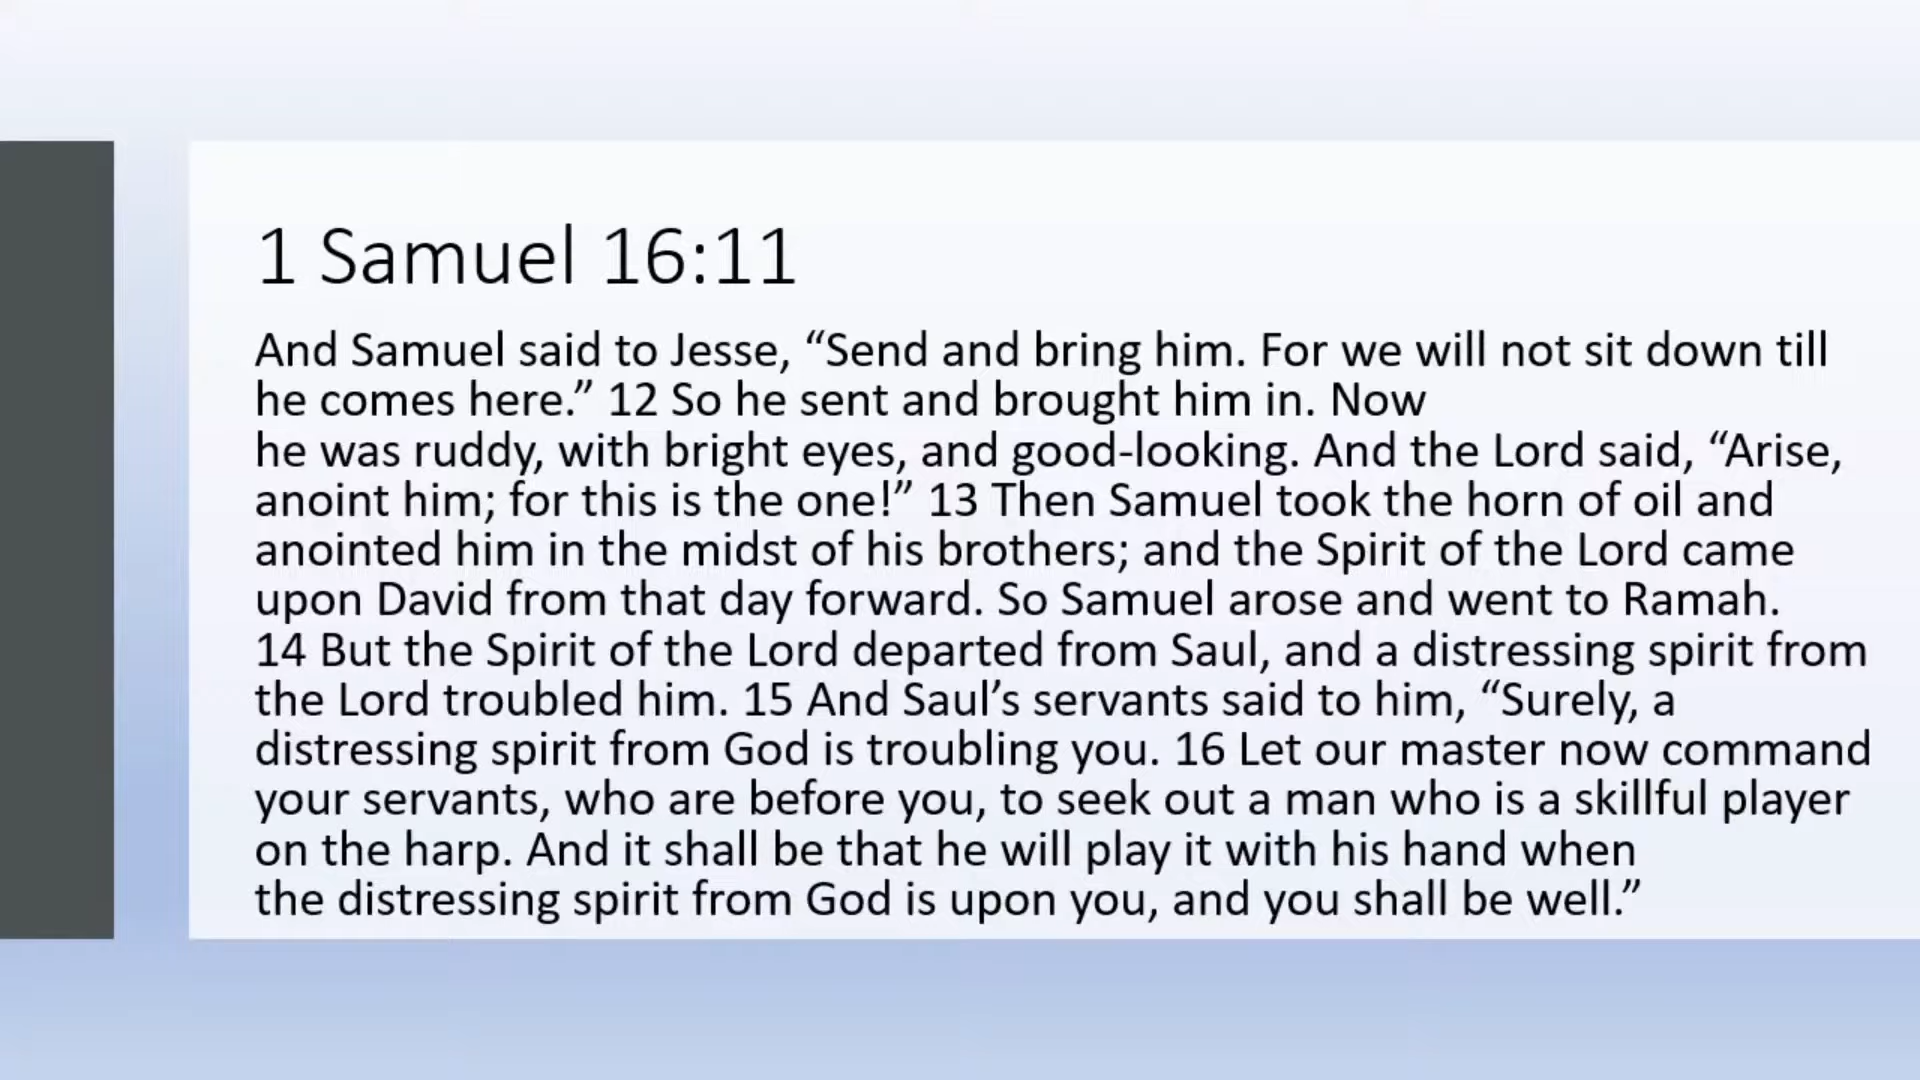 1 Samuel 16:11
And Samuel said to Jesse, “Send and bring him. For we will not sit down till
he comes here.” 12 So he sent and brought him in. Now
he was ruddy, with bright eyes, and good-looking. And the Lord said, “Arise,
anoint him; for this is the one!” 13 Then Samuel took the horn of oil and
anointed him in the midst of his brothers; and the Spirit of the Lord came
upon David from that day forward. So Samuel arose and went to Ramah.
14 But the Spirit of the Lord departed from Saul, and a distressing spirit from
the Lord troubled him. 15 And Saul’s servants said to him, “Surely, a
distressing spirit from God is troubling you. 16 Let our master now command
your servants, who are before you, to seek out a man who is a skillful player
on the harp. And it shall be that he will play it with his hand when
the distressing spirit from God is upon you, and you shall be well.”